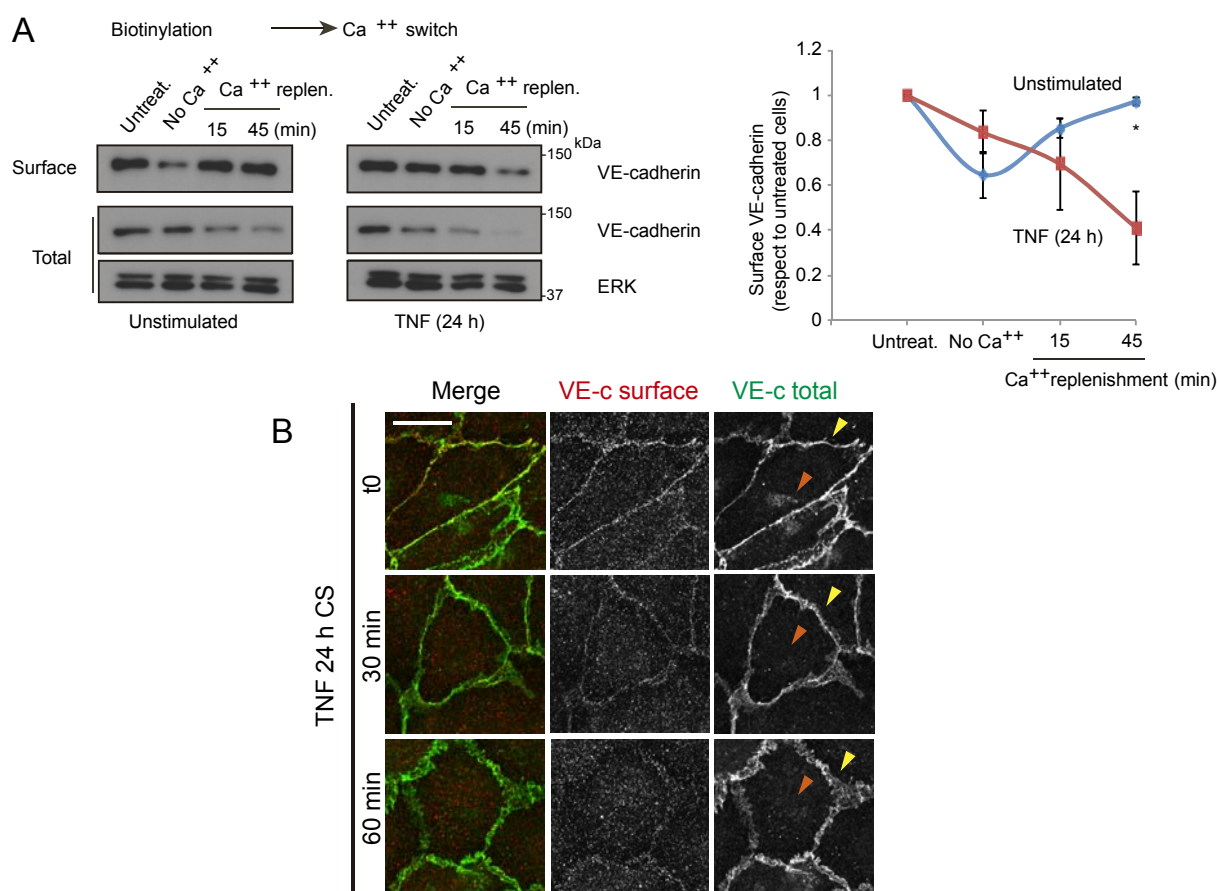 A
Biotinylation Ca ++ switch
Untreat. No Ca ++ Ca ++ replen.
15 45 (min)
Untreat. No Ca ++ Ca ++ replen.
15 45 (min)
kDa
Surface
150
VE-cadherin
Total
150
VE-cadherin
37
ERK
Unstimulated
TNF (24 h)
Surface VE-cadherin
(respect to untreated cells)
1.2
1
0.8
0.6
0.4
0.2
0
Unstimulated
*
TNF (24 h)
Untreat. No Ca++ 15 45
Ca++replenishment (min)
B
Merge VE-c surface VE-c total
TNF 24 h CS
t0
30 min
60 min